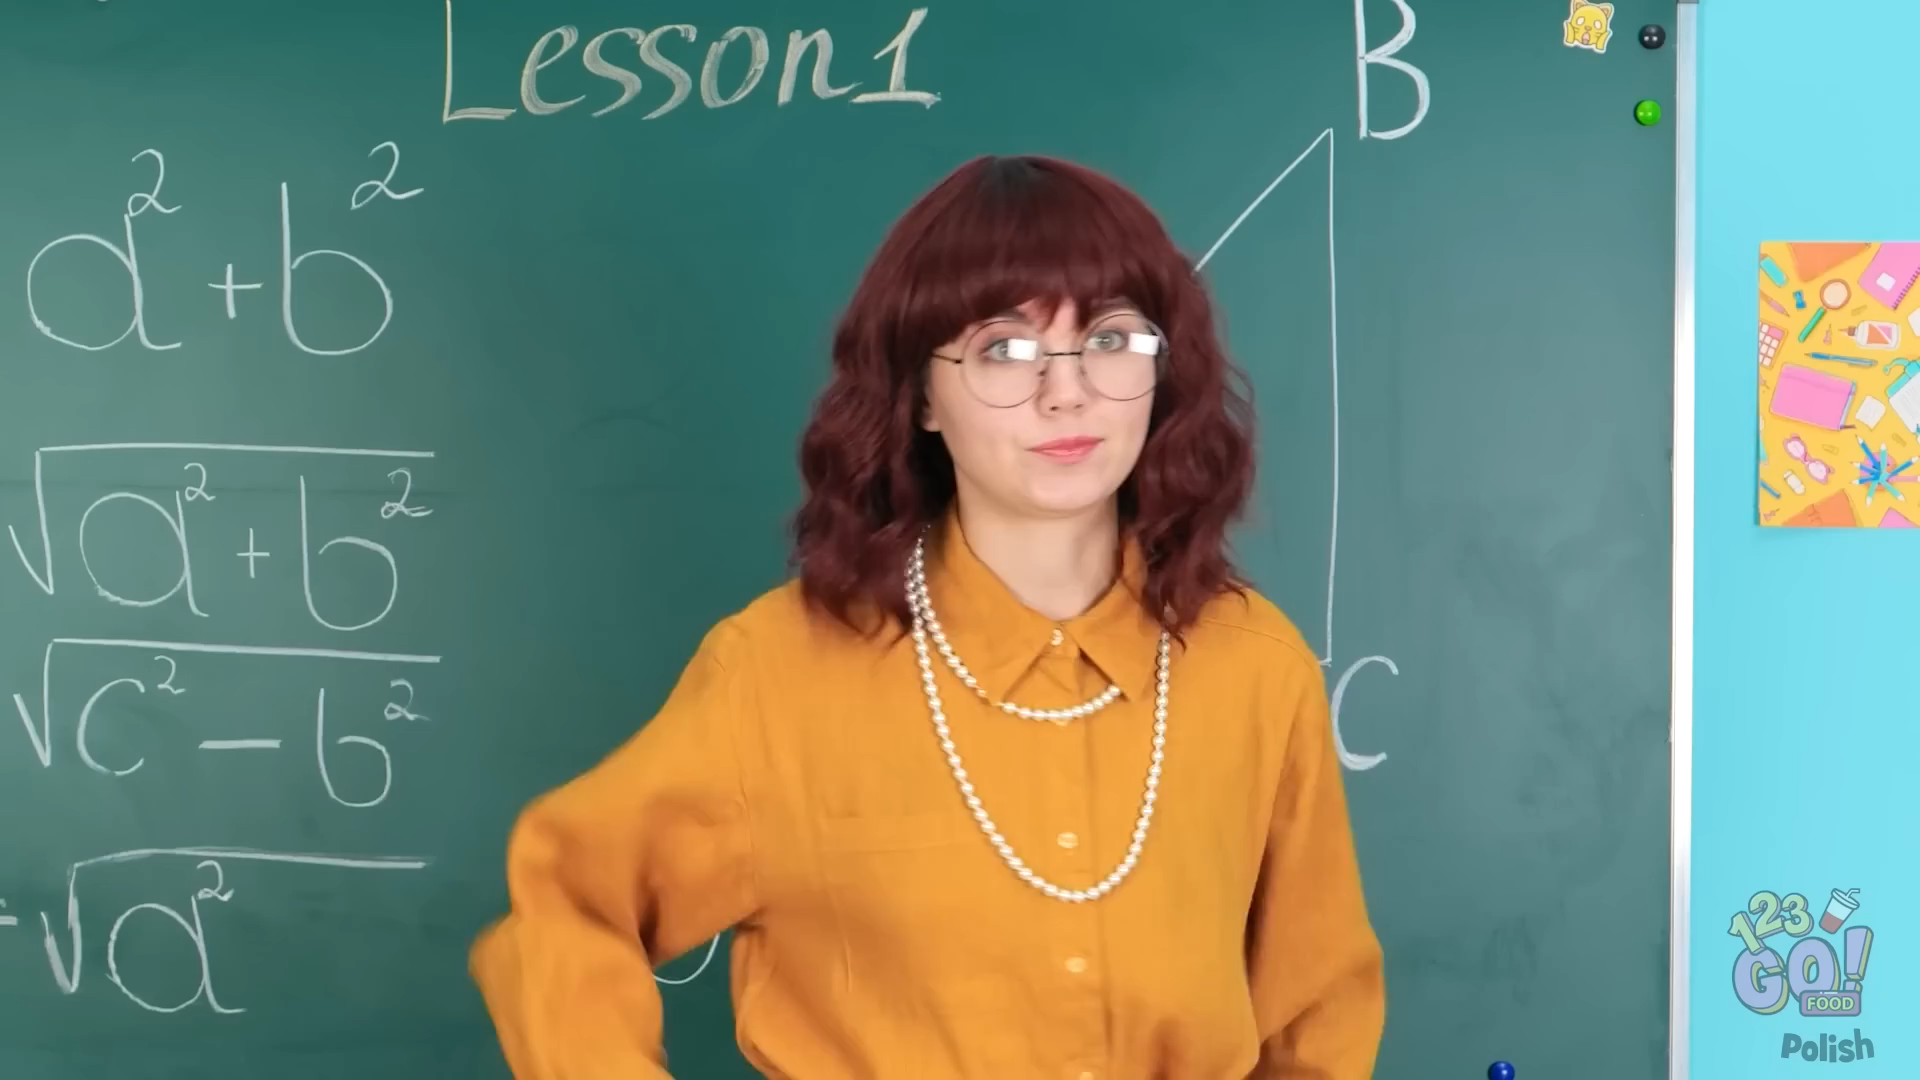 Lesson 1
B
a² + b²
√a² + b²
√c² - b²
C
= √a²
123 GO!
FOOD
Polish